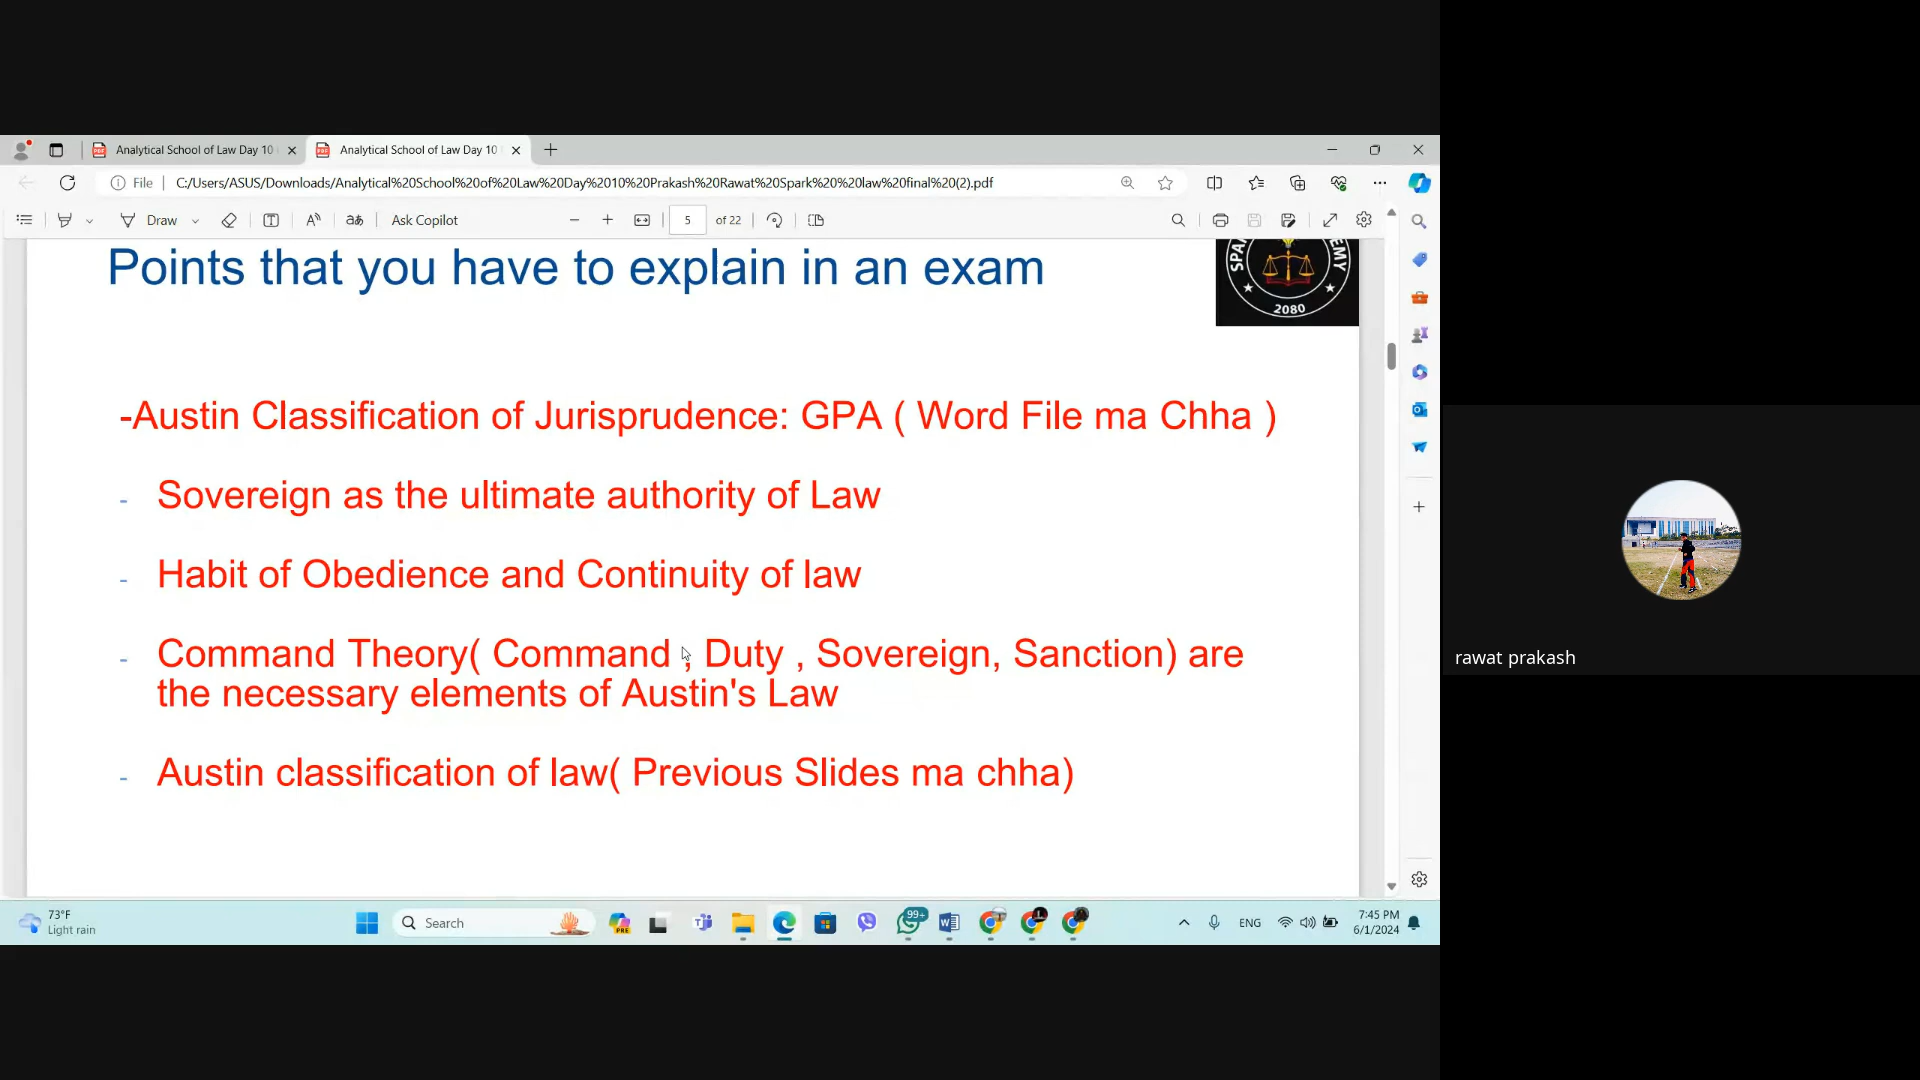 Analytical School of Law Day 10
Analytical School of Law Day 10
File
C:/Users/ASUS/Downloads/Analytical%20School%20of%20Law%20Day%2010%20Prakash%20Rawat%20Spark%20%20law%20final%20(2).pdf
Draw
Ask Copilot
5
of 22
Points that you have to explain in an exam
2080
-Austin Classification of Jurisprudence: GPA ( Word File ma Chha )
- Sovereign as the ultimate authority of Law
- Habit of Obedience and Continuity of law
- Command Theory( Command , Duty , Sovereign, Sanction) are
the necessary elements of Austin's Law
- Austin classification of law( Previous Slides ma chha)
rawat prakash
73°F
Light rain
Search
PRE
99+
ENG
7:45 PM
6/1/2024